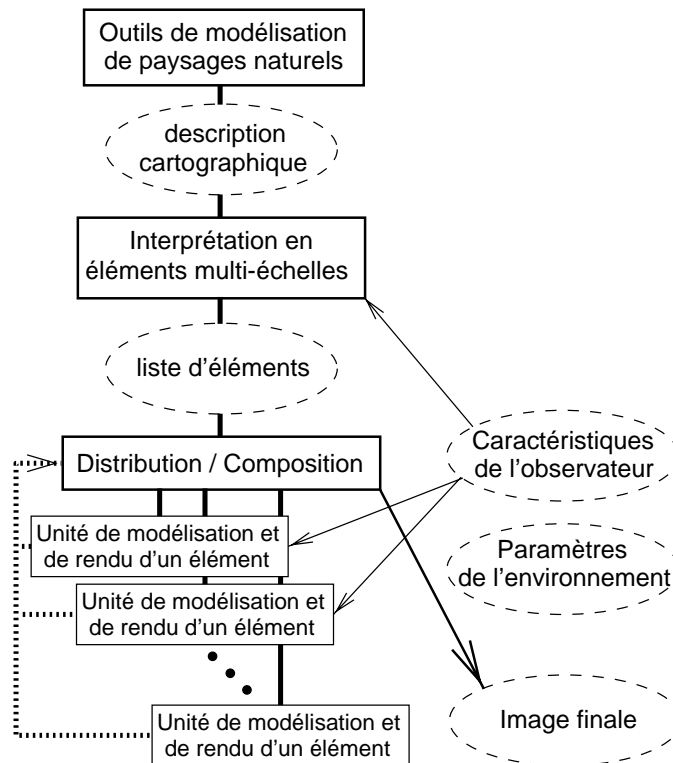 Outils de modélisation
de paysages naturels
description
cartographique
Interprétation en
éléments multi-échelles
liste d'éléments
Distribution / Composition
Caractéristiques
de l'observateur
Unité de modélisation et
de rendu d'un élément
Paramètres
de l'environnement
Unité de modélisation et
de rendu d'un élément
Unité de modélisation et
de rendu d'un élément
Image finale